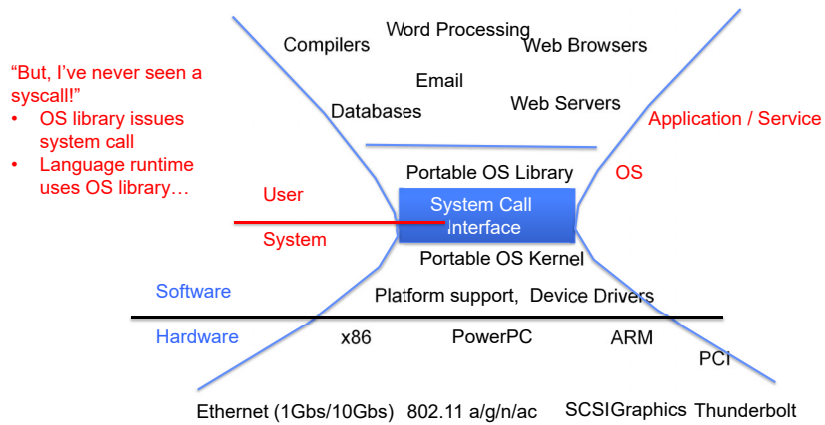 Compilers
Word Processing
Web Browsers
Email
Databases
Web Servers
“But, I’ve never seen a
syscall!”
• OS library issues
system call
• Language runtime
uses OS library…
Application / Service
Portable OS Library
OS
User
System Call
Interface
System
Portable OS Kernel
Software
Platform support, Device Drivers
Hardware
x86
PowerPC
ARM
PCI
Ethernet (1Gbs/10Gbs)
802.11 a/g/n/ac
SCSI
Graphics
Thunderbolt